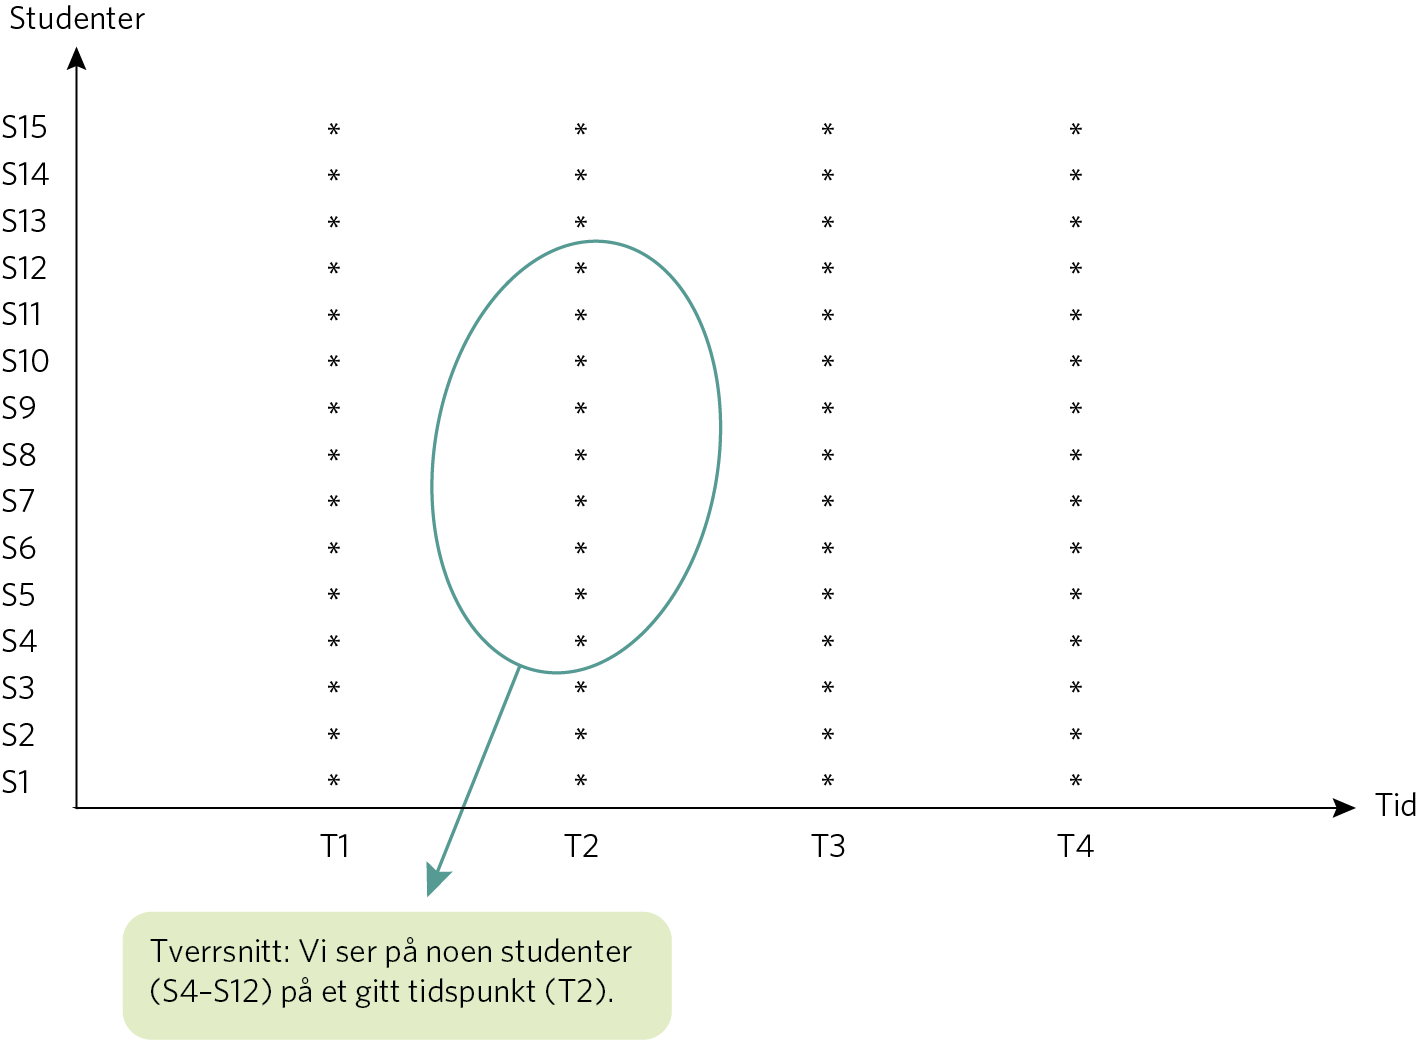 Studenter
S15 * * * *
S14 * * * *
S13 * * * *
S12 * * * *
S11 * * * *
S10 * * * *
S9 * * * *
S8 * * * *
S7 * * * *
S6 * * * *
S5 * * * *
S4 * * * *
S3 * * * *
S2 * * * *
S1 * * * *
Tid
T1 T2 T3 T4
Tverrsnitt: Vi ser på noen studenter
(S4–S12) på et gitt tidspunkt (T2).